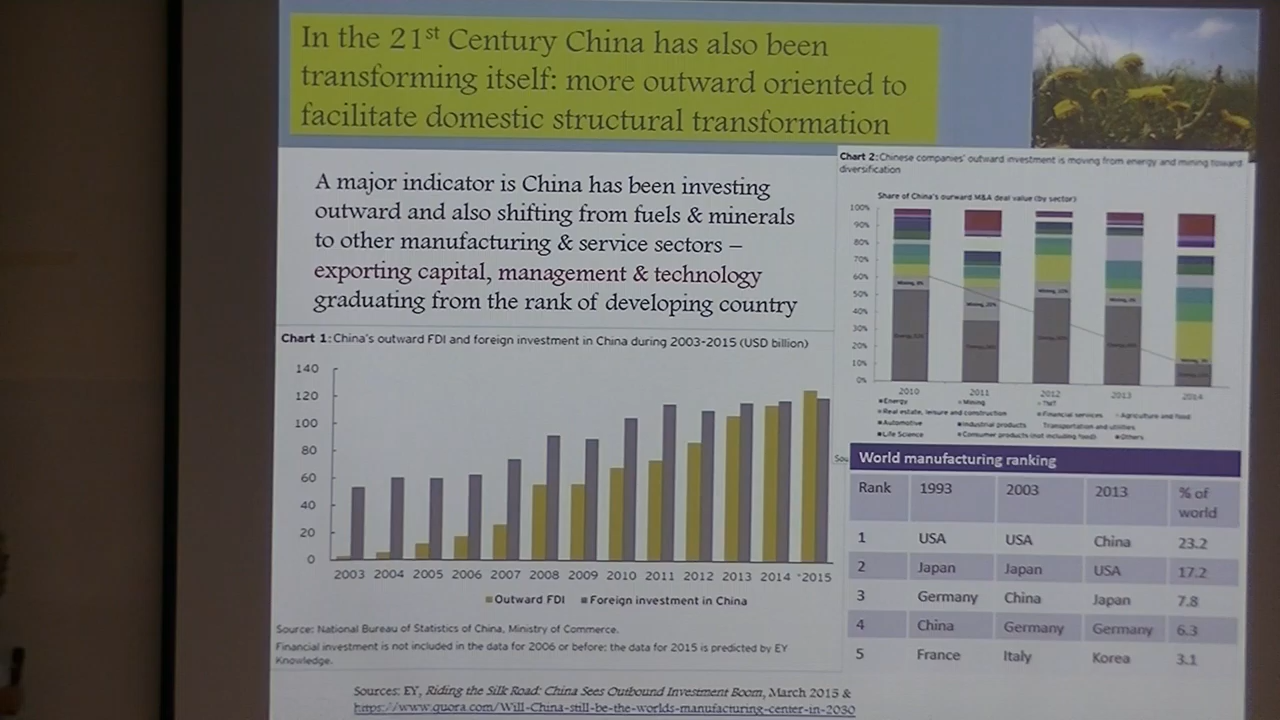 In the 21st Century China has also been
transforming itself: more outward oriented to
facilitate domestic structural transformation
A major indicator is China has been investing
outward and also shifting from fuels & minerals
to other manufacturing & service sectors –
exporting capital, management & technology
graduating from the rank of developing country
Chart 1: China's outward FDI and foreign investment in China during 2003-2015 (USD billion)
140
120
100
80
60
40
20
0
2003 2004 2005 2006 2007 2008 2009 2010 2011 2012 2013 2014 *2015
Outward FDI Foreign investment in China
Source: National Bureau of Statistics of China, Ministry of Commerce.
Financial investment is not included in the data for 2006 or before; the data for 2015 is predicted by EY
Knowledge.
Chart 2: Chinese companies' outward investment is moving from energy and mining toward
diversification
Share of China's outward M&A deal value (by sector)
100%
90%
80%
70%
60%
50%
40%
30%
20%
10%
0%
2010 2011 2012 2013 2014
Energy Mining TMT
Real estate, leisure and construction Financial services Agriculture and food
Automotive Industrial products Transportation and utilities
Life Science Consumer products (not including food) Others
Sou
World manufacturing ranking
Rank 1993 2003 2013 % of
world
1 USA USA China 23.2
2 Japan Japan USA 17.2
3 Germany China Japan 7.8
4 China Germany Germany 6.3
5 France Italy Korea 3.1
Sources: EY, Riding the Silk Road: China Sees Outbound Investment Boom, March 2015 &
https://www.quora.com/Will-China-still-be-the-worlds-manufacturing-center-in-2030